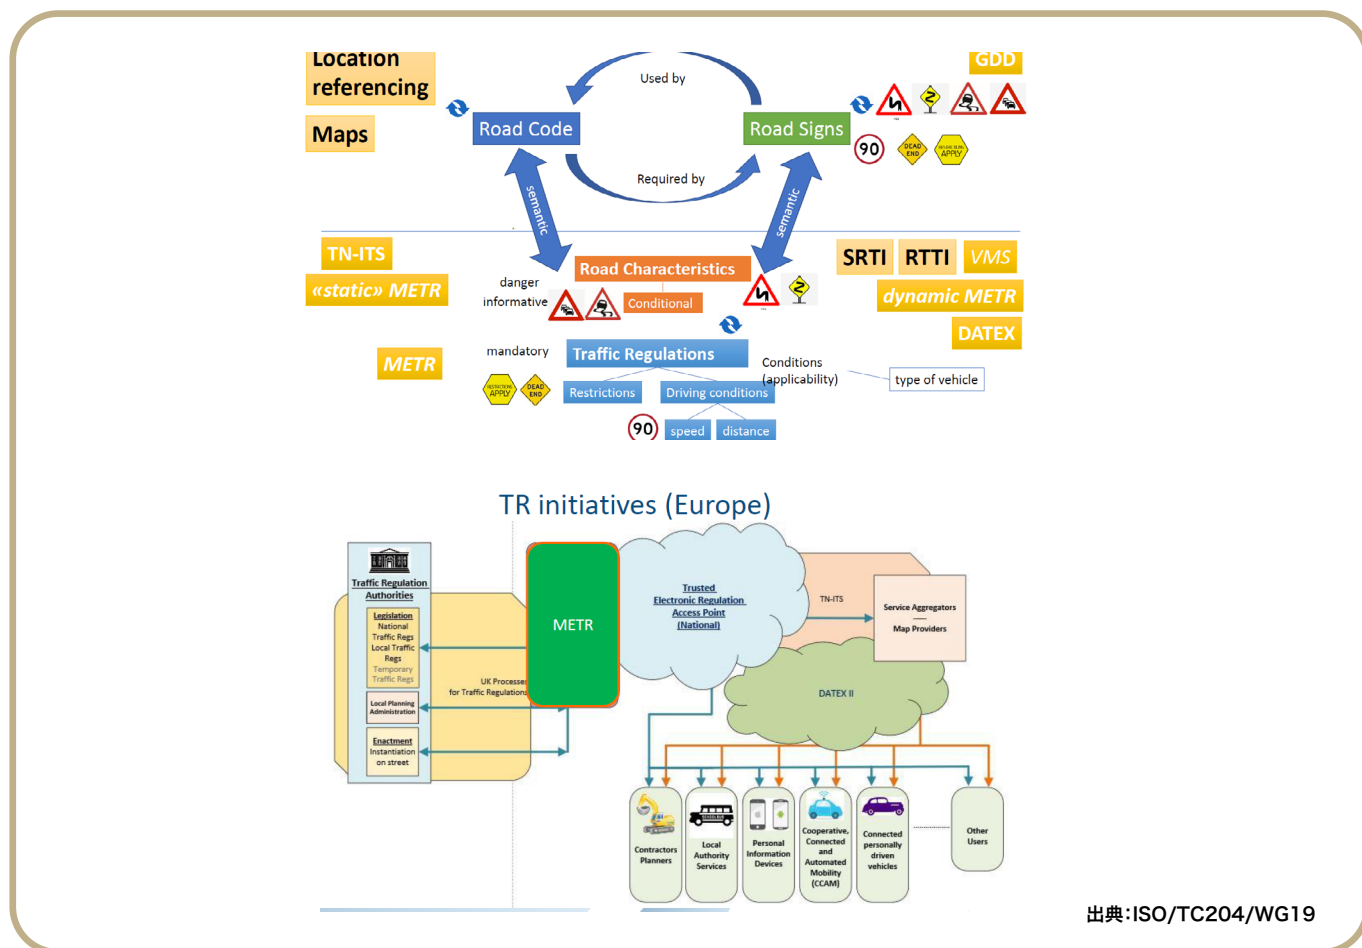 Location
referencing
Maps
GDD
Used by
Road Code
Road Signs
90
DEAD
END
APPLY
Required by
semantic
semantic
TN-ITS
«static» METR
SRTI
RTTI
VMS
dynamic METR
DATEX
Road Characteristics
danger
informative
Conditional
METR
mandatory
Traffic Regulations
Conditions
(applicability)
type of vehicle
RESTRICTIONS
APPLY
DEAD
END
Restrictions
Driving conditions
90
speed
distance
TR initiatives (Europe)
Traffic Regulation
Authorities
Legislation
National
Traffic Regs
Local Traffic
Regs
Temporary
Traffic Regs
Local Planning
Administration
Enactment
Instantiation
on street
UK Processes
for Traffic Regulations
METR
Trusted
Electronic Regulation
Access Point
(National)
TN-ITS
Service Aggregators
Map Providers
DATEX II
Contractors
Planners
SCHOOL BUS
Local
Authority
Services
Personal
Information
Devices
Cooperative,
Connected
and
Automated
Mobility
(CCAM)
Connected
personally
driven
vehicles
Other
Users
出典:ISO/TC204/WG19